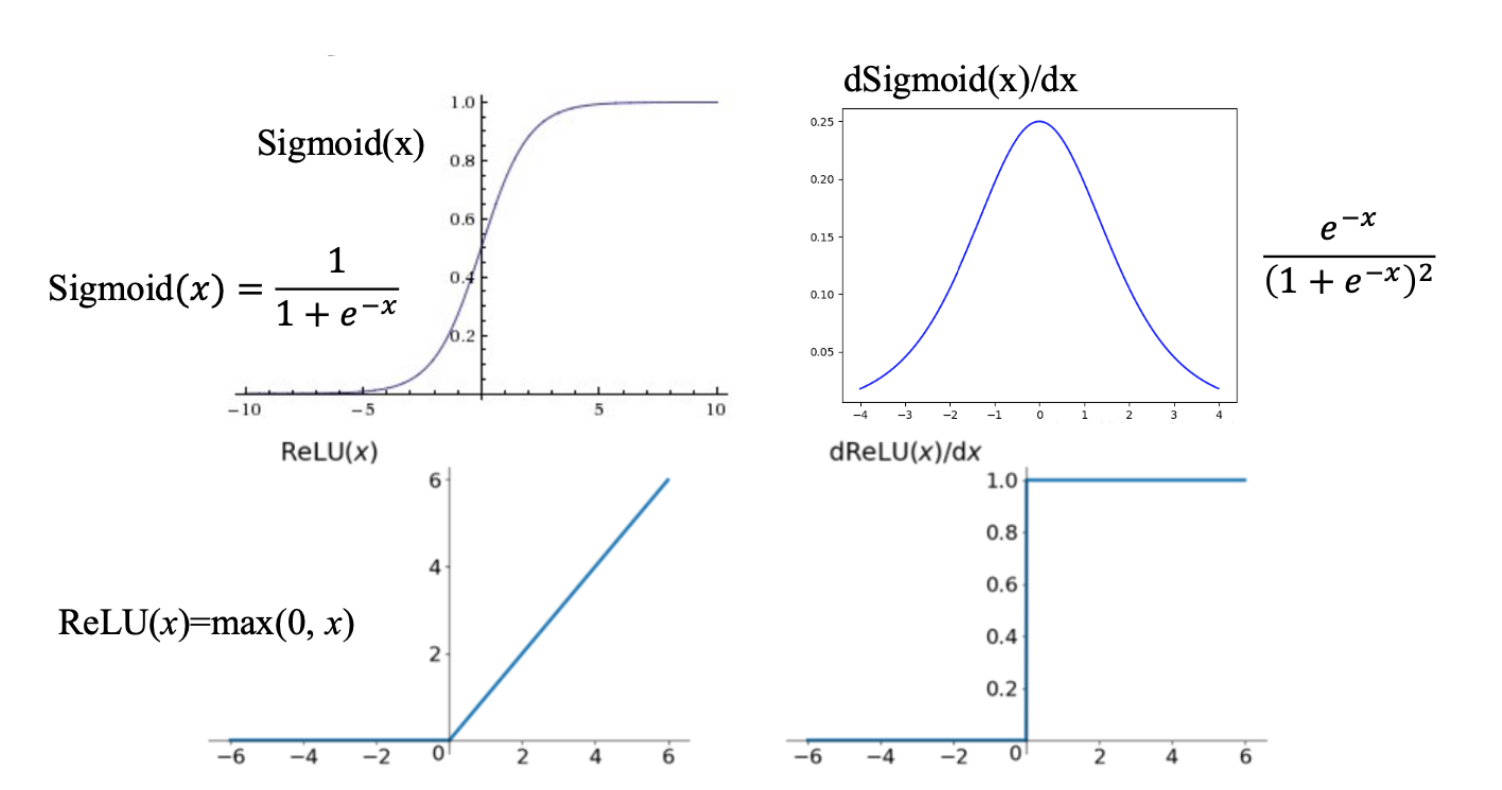 Sigmoid(x)
Sigmoid(x) = 1 / (1 + e^{-x})
1.0
0.8
0.6
0.4
0.2
−10 −5 5 10
dSigmoid(x)/dx
0.25
0.20
0.15
0.10
0.05
−4 −3 −2 −1 0 1 2 3 4
e^{-x} / (1 + e^{-x})^2
ReLU(x)
ReLU(x)=max(0, x)
6
4
2
−6 −4 −2 0 2 4 6
dReLU(x)/dx
1.0
0.8
0.6
0.4
0.2
−6 −4 −2 0 2 4 6